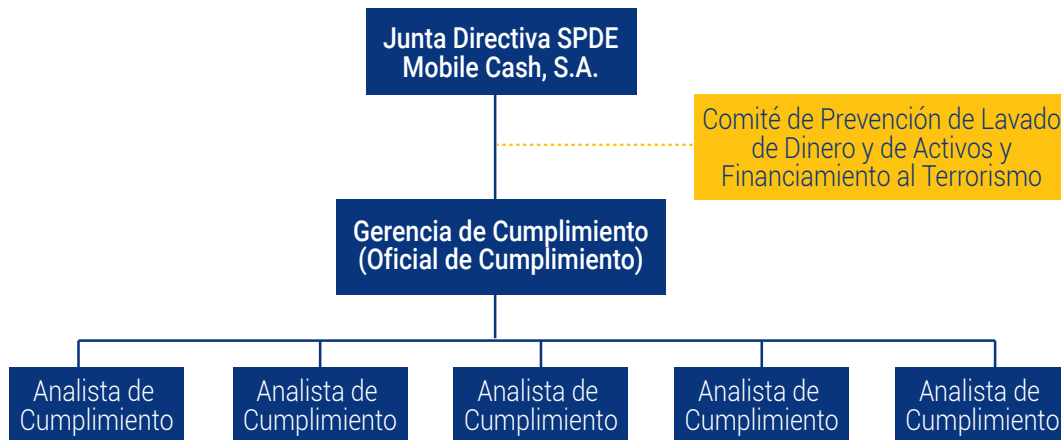 Junta Directiva SPDE
Mobile Cash, S.A.
Comité de Prevención de Lavado
de Dinero y de Activos y
Financiamiento al Terrorismo
Gerencia de Cumplimiento
(Oficial de Cumplimiento)
Analista de
Cumplimiento
Analista de
Cumplimiento
Analista de
Cumplimiento
Analista de
Cumplimiento
Analista de
Cumplimiento